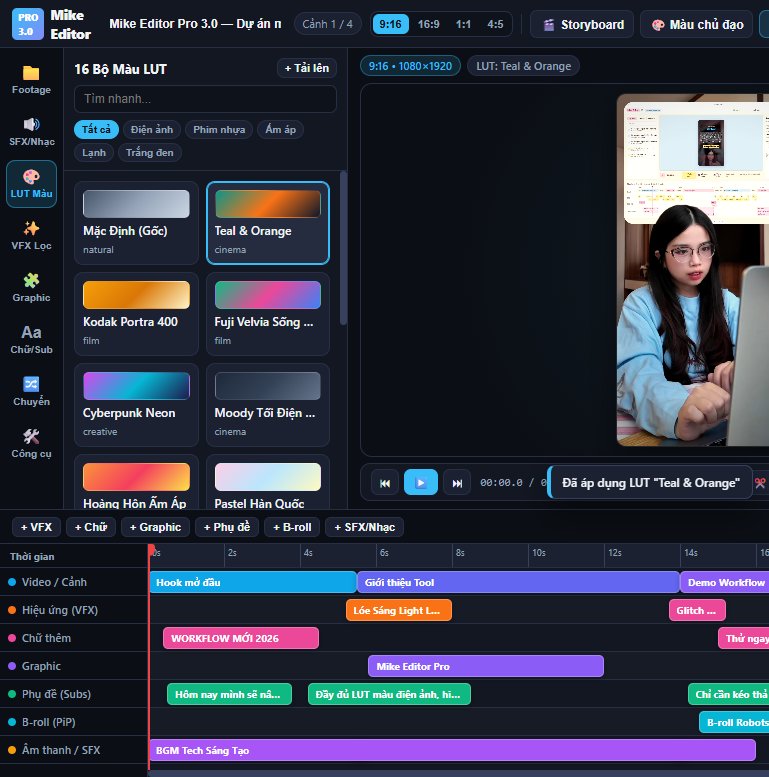 PRO
3.0
Mike
Editor
Mike Editor Pro 3.0 — Dự án n
Cảnh 1 / 4
9:16
16:9
1:1
4:5
Storyboard
Màu chủ đạo
Footage
SFX/Nhạc
LUT Màu
VFX Lọc
Graphic
Aa
Chữ/Sub
Chuyển
Công cụ
16 Bộ Màu LUT
+ Tải lên
Tìm nhanh...
Tất cả
Điện ảnh
Phim nhựa
Ấm áp
Lạnh
Trắng đen
Mặc Định (Gốc)
natural
Teal & Orange
cinema
Kodak Portra 400
film
Fuji Velvia Sống ...
film
Cyberpunk Neon
creative
Moody Tối Điện ...
cinema
Hoàng Hôn Ấm Áp
Pastel Hàn Quốc
9:16 • 1080×1920
LUT: Teal & Orange
00:00.0 / 0
Đã áp dụng LUT "Teal & Orange"
+ VFX
+ Chữ
+ Graphic
+ Phụ đề
+ B-roll
+ SFX/Nhạc
Thời gian
0s
2s
4s
6s
8s
10s
12s
14s
16
Video / Cảnh
Hook mở đầu
Giới thiệu Tool
Demo Workflow
Hiệu ứng (VFX)
Lóe Sáng Light L...
Glitch ...
Chữ thêm
WORKFLOW MỚI 2026
Thử ngay
Graphic
Mike Editor Pro
Phụ đề (Subs)
Hôm nay mình sẽ nâ...
Đầy đủ LUT màu điện ảnh, hi...
Chỉ cần kéo thả
B-roll (PiP)
B-roll Robots
Âm thanh / SFX
BGM Tech Sáng Tạo